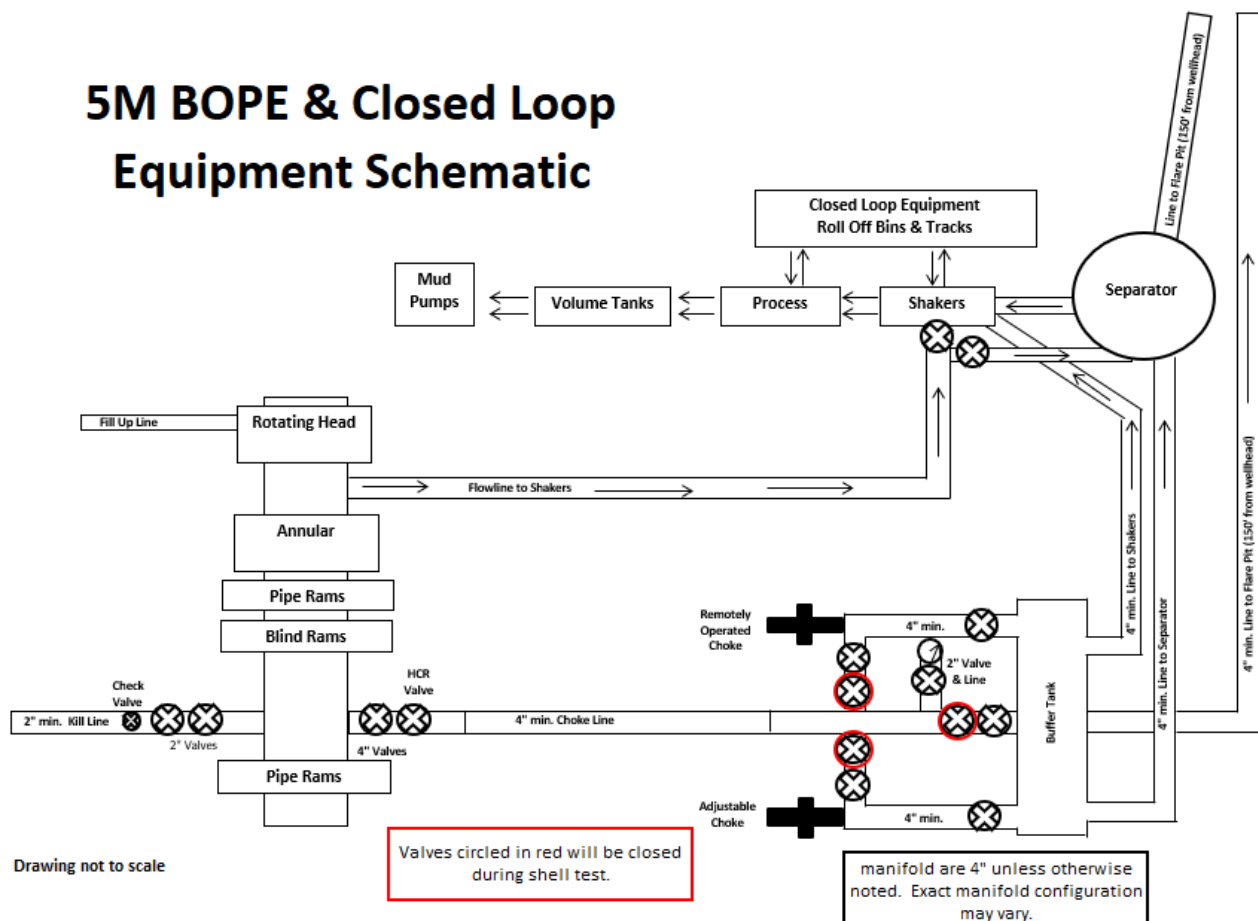 5M BOPE & Closed Loop
Equipment Schematic
Line to Flare Pit (150' from wellhead)
Closed Loop Equipment
Roll Off Bins & Tracks
Mud
Pumps
Volume Tanks
Process
Shakers
Separator
Fill Up Line
Rotating Head
Flowline to Shakers
Annular
Pipe Rams
Blind Rams
Check
Valve
2" min. Kill Line
2" Valves
HCR
Valve
4" Valves
4" min. Choke Line
Pipe Rams
Remotely
Operated
Choke
4" min.
2" Valve
& Line
Buffer Tank
Adjustable
Choke
4" min.
4" min. Line to Shakers
4" min. Line to Separator
4" min. Line to Flare Pit (150' from wellhead)
Drawing not to scale
Valves circled in red will be closed
during shell test.
manifold are 4" unless otherwise
noted. Exact manifold configuration
may vary.